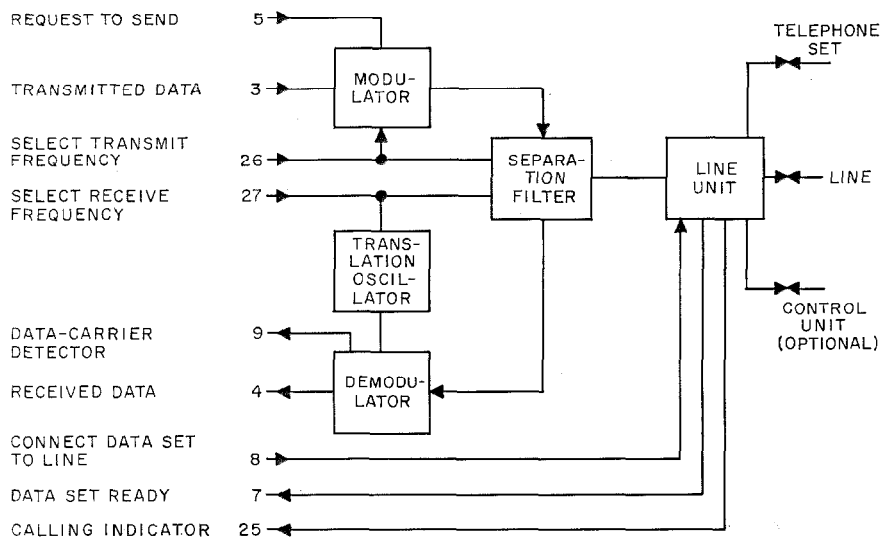 REQUEST TO SEND 5
TRANSMITTED DATA 3
SELECT TRANSMIT
FREQUENCY 26
SELECT RECEIVE
FREQUENCY 27
DATA-CARRIER
DETECTOR 9
RECEIVED DATA 4
CONNECT DATA SET
TO LINE 8
DATA SET READY 7
CALLING INDICATOR 25
MODU-
LATOR
TRANS-
LATION
OSCIL-
LATOR
DEMODU-
LATOR
SEPARA-
TION
FILTER
LINE
UNIT
TELEPHONE
SET
LINE
CONTROL
UNIT
(OPTIONAL)